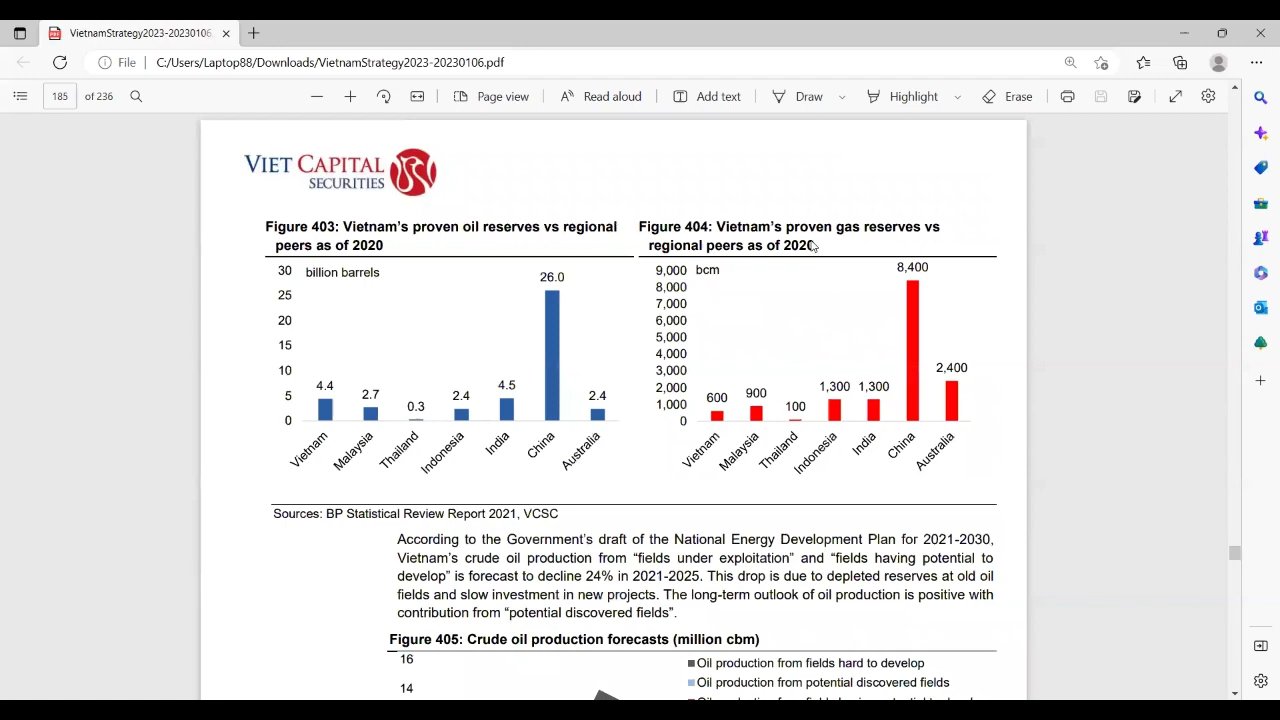 VietnamStrategy2023-20230106
File
C:/Users/Laptop88/Downloads/VietnamStrategy2023-20230106.pdf
185 of 236
Page view
Read aloud
Add text
Draw
Highlight
Erase
VIET CAPITAL
SECURITIES
Figure 403: Vietnam's proven oil reserves vs regional
peers as of 2020
30 billion barrels
25
20
15
10
5
0
4.4
2.7
0.3
2.4
4.5
26.0
2.4
Vietnam
Malaysia
Thailand
Indonesia
India
China
Australia
Figure 404: Vietnam's proven gas reserves vs
regional peers as of 2020
9,000 bcm
8,000
7,000
6,000
5,000
4,000
3,000
2,000
1,000
0
600
900
100
1,300
1,300
8,400
2,400
Vietnam
Malaysia
Thailand
Indonesia
India
China
Australia
Sources: BP Statistical Review Report 2021, VCSC
According to the Government's draft of the National Energy Development Plan for 2021-2030,
Vietnam's crude oil production from "fields under exploitation" and "fields having potential to
develop" is forecast to decline 24% in 2021-2025. This drop is due to depleted reserves at old oil
fields and slow investment in new projects. The long-term outlook of oil production is positive with
contribution from "potential discovered fields".
Figure 405: Crude oil production forecasts (million cbm)
16
14
Oil production from fields hard to develop
Oil production from potential discovered fields